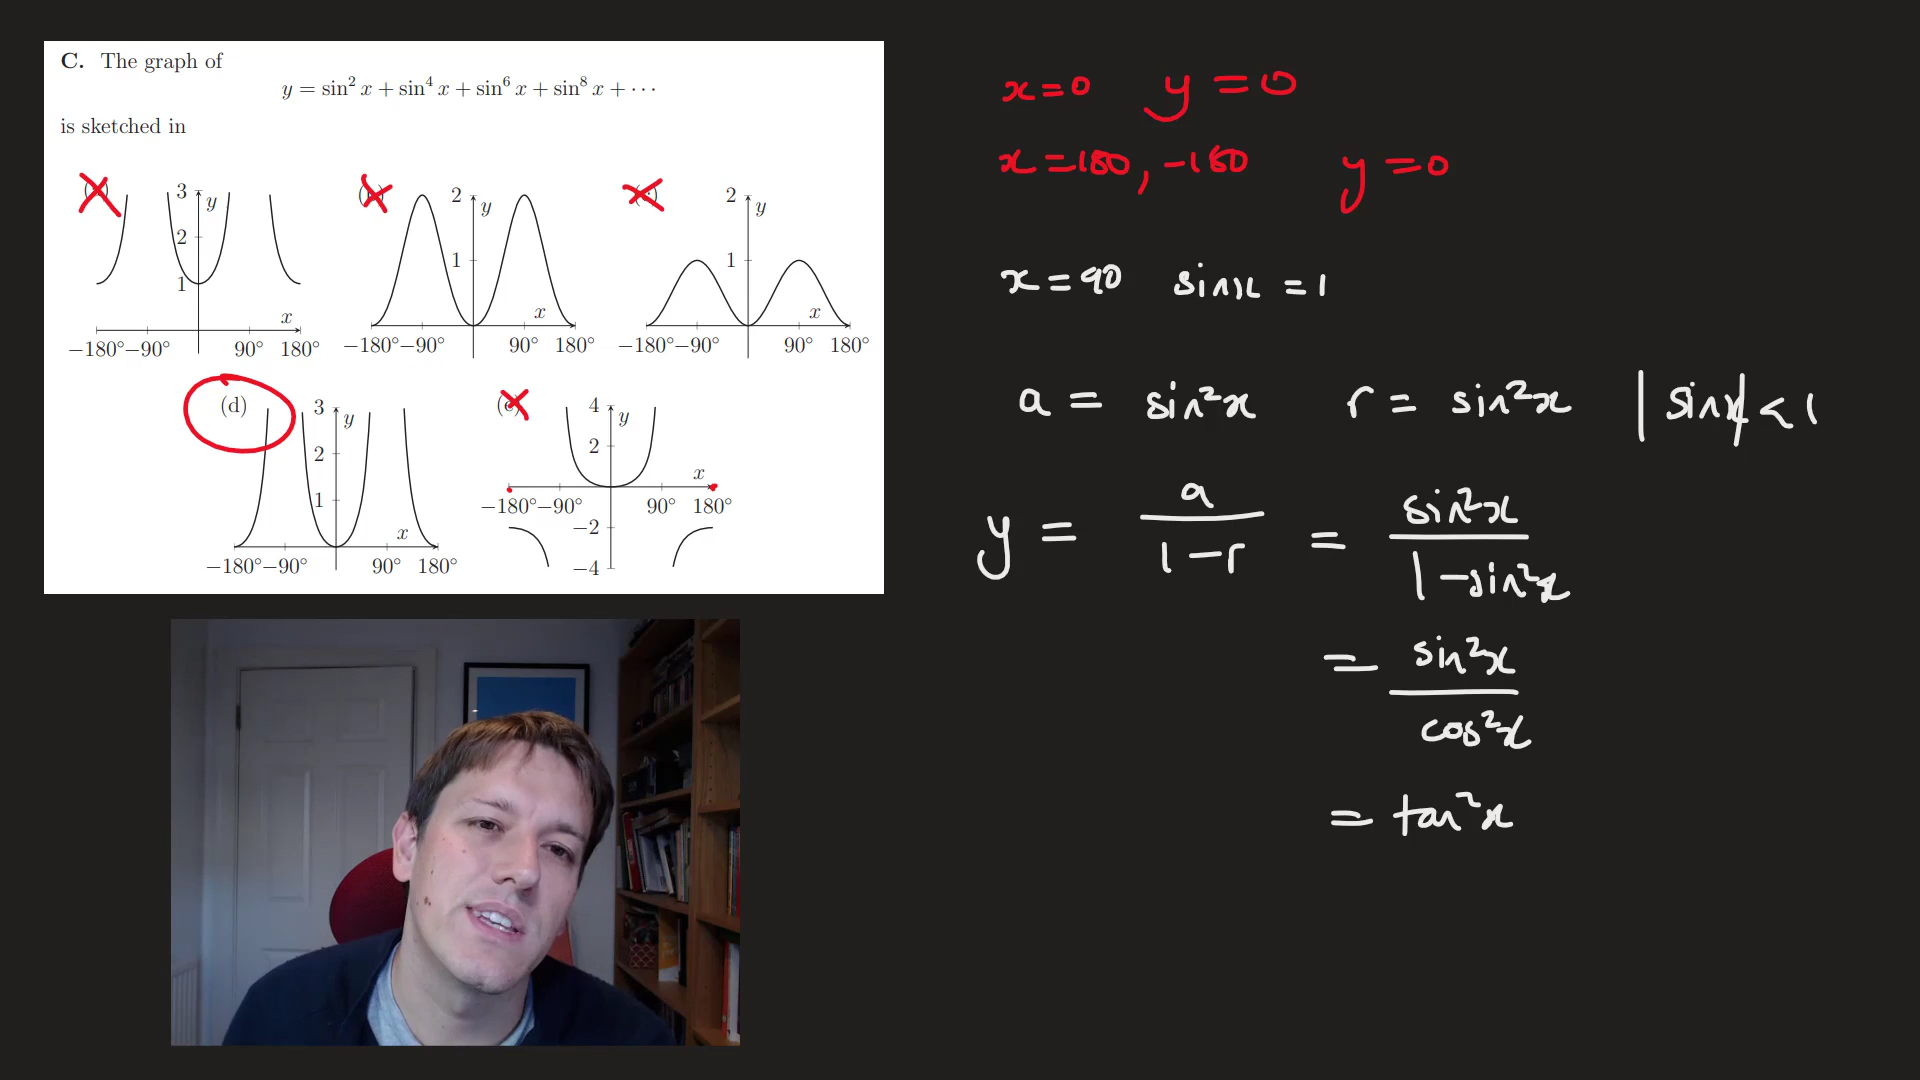 C. The graph of
y = sin² x + sin⁴ x + sin⁶ x + sin⁸ x + ···
is sketched in
3 y
2
1
x
−180° −90° 90° 180°
2 y
1
x
−180° −90° 90° 180°
2 y
1
x
−180° −90° 90° 180°
(d)
3 y
2
1
x
−180° −90° 90° 180°
4 y
2
x
−180° −90° 90° 180°
−2
−4
x = 0 y = 0
x = 180, −180 y = 0
x = 90 sin x = 1
a = sin²x r = sin²x |sin x| < 1
y = a / 1 − r = sin²x / 1 − sin²x
= sin²x / cos²x
= tan²x